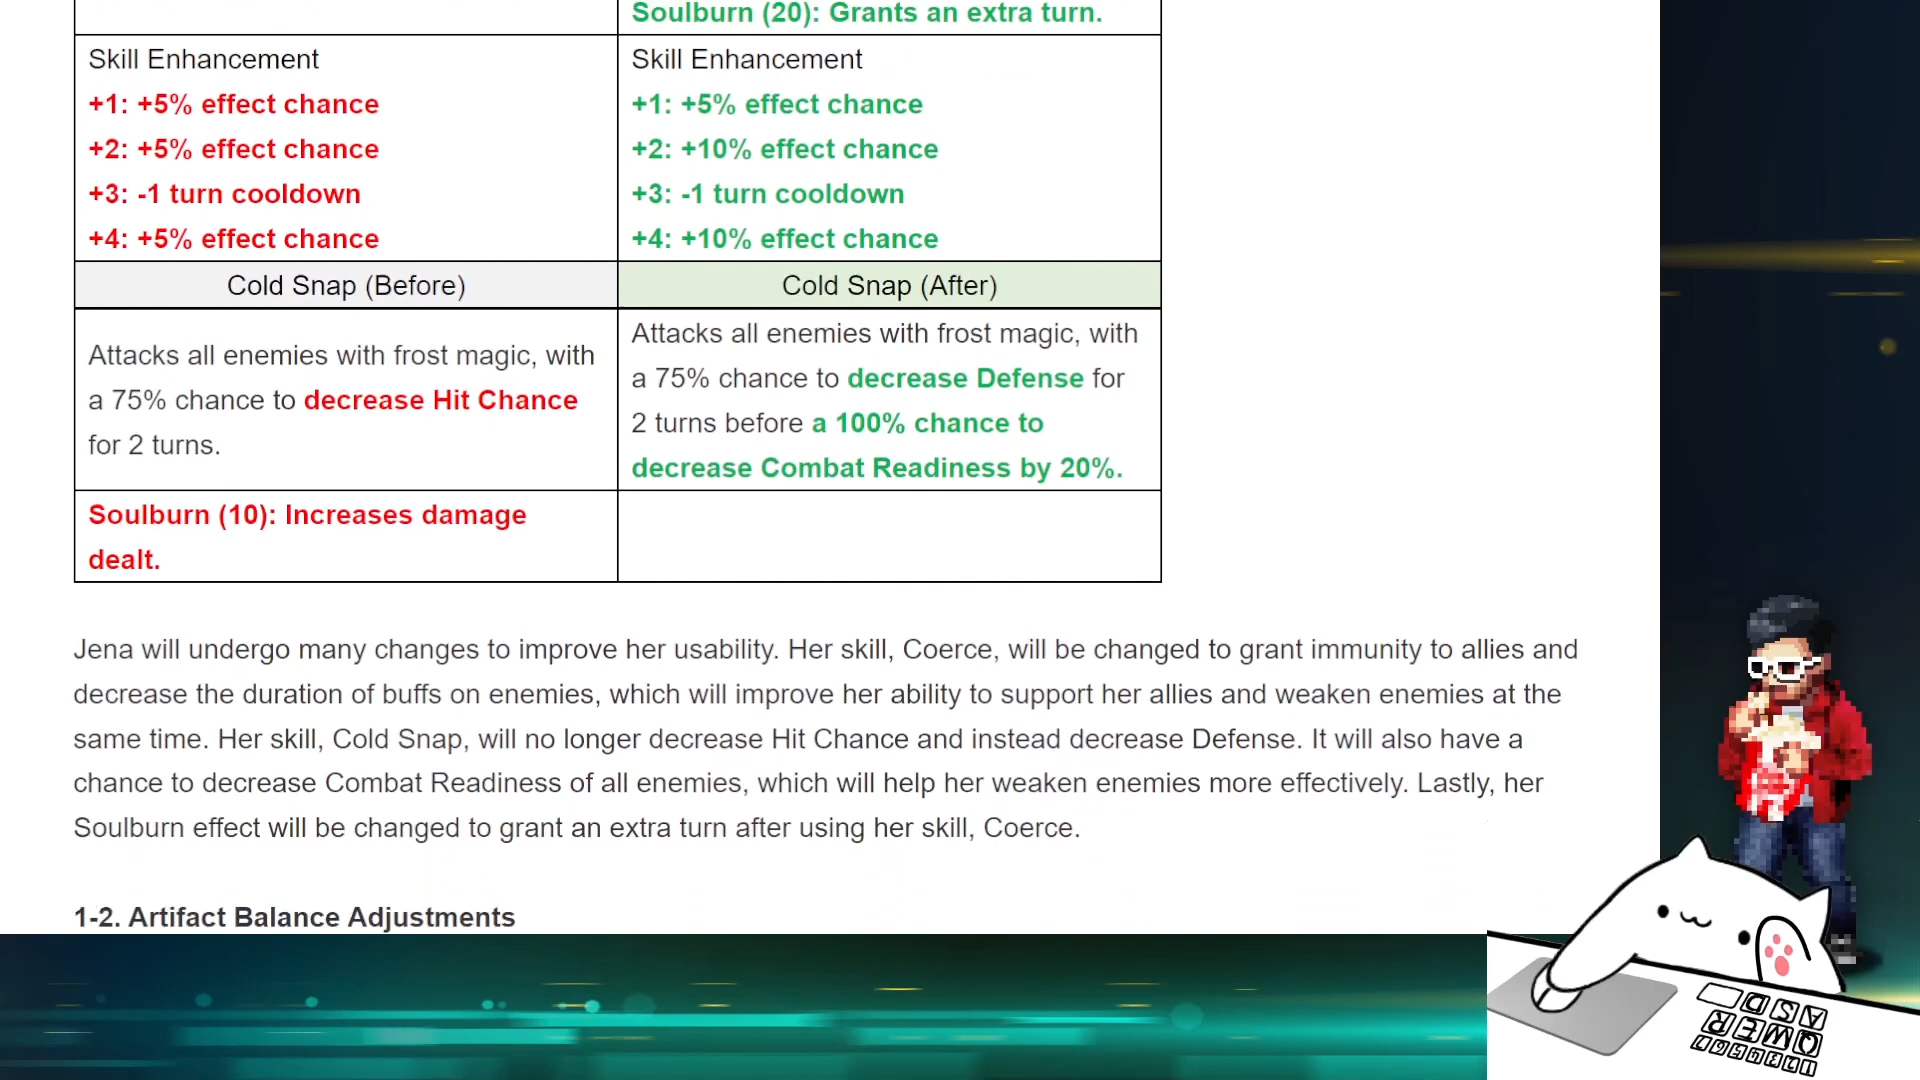 Soulburn (20): Grants an extra turn.
Skill Enhancement
+1: +5% effect chance
+2: +5% effect chance
+3: -1 turn cooldown
+4: +5% effect chance
Skill Enhancement
+1: +5% effect chance
+2: +10% effect chance
+3: -1 turn cooldown
+4: +10% effect chance
Cold Snap (Before)
Cold Snap (After)
Attacks all enemies with frost magic, with
a 75% chance to decrease Hit Chance
for 2 turns.
Attacks all enemies with frost magic, with
a 75% chance to decrease Defense for
2 turns before a 100% chance to
decrease Combat Readiness by 20%.
Soulburn (10): Increases damage
dealt.
Jena will undergo many changes to improve her usability. Her skill, Coerce, will be changed to grant immunity to allies and
decrease the duration of buffs on enemies, which will improve her ability to support her allies and weaken enemies at the
same time. Her skill, Cold Snap, will no longer decrease Hit Chance and instead decrease Defense. It will also have a
chance to decrease Combat Readiness of all enemies, which will help her weaken enemies more effectively. Lastly, her
Soulburn effect will be changed to grant an extra turn after using her skill, Coerce.
1-2. Artifact Balance Adjustments
A S D
Q W E R